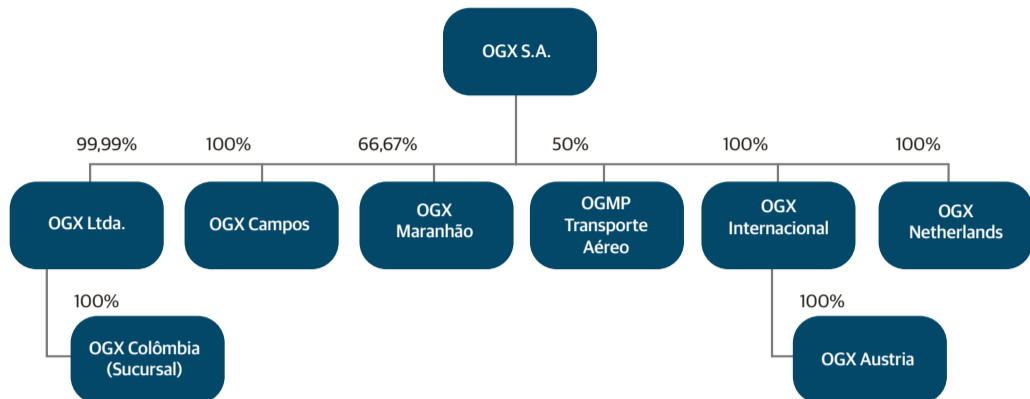 OGX S.A.
99,99%
100%
66,67%
50%
100%
100%
OGX Ltda.
OGX Campos
OGX
Maranhão
OGMP
Transporte
Aéreo
OGX
Internacional
OGX
Netherlands
100%
100%
OGX Colômbia
(Sucursal)
OGX Austria